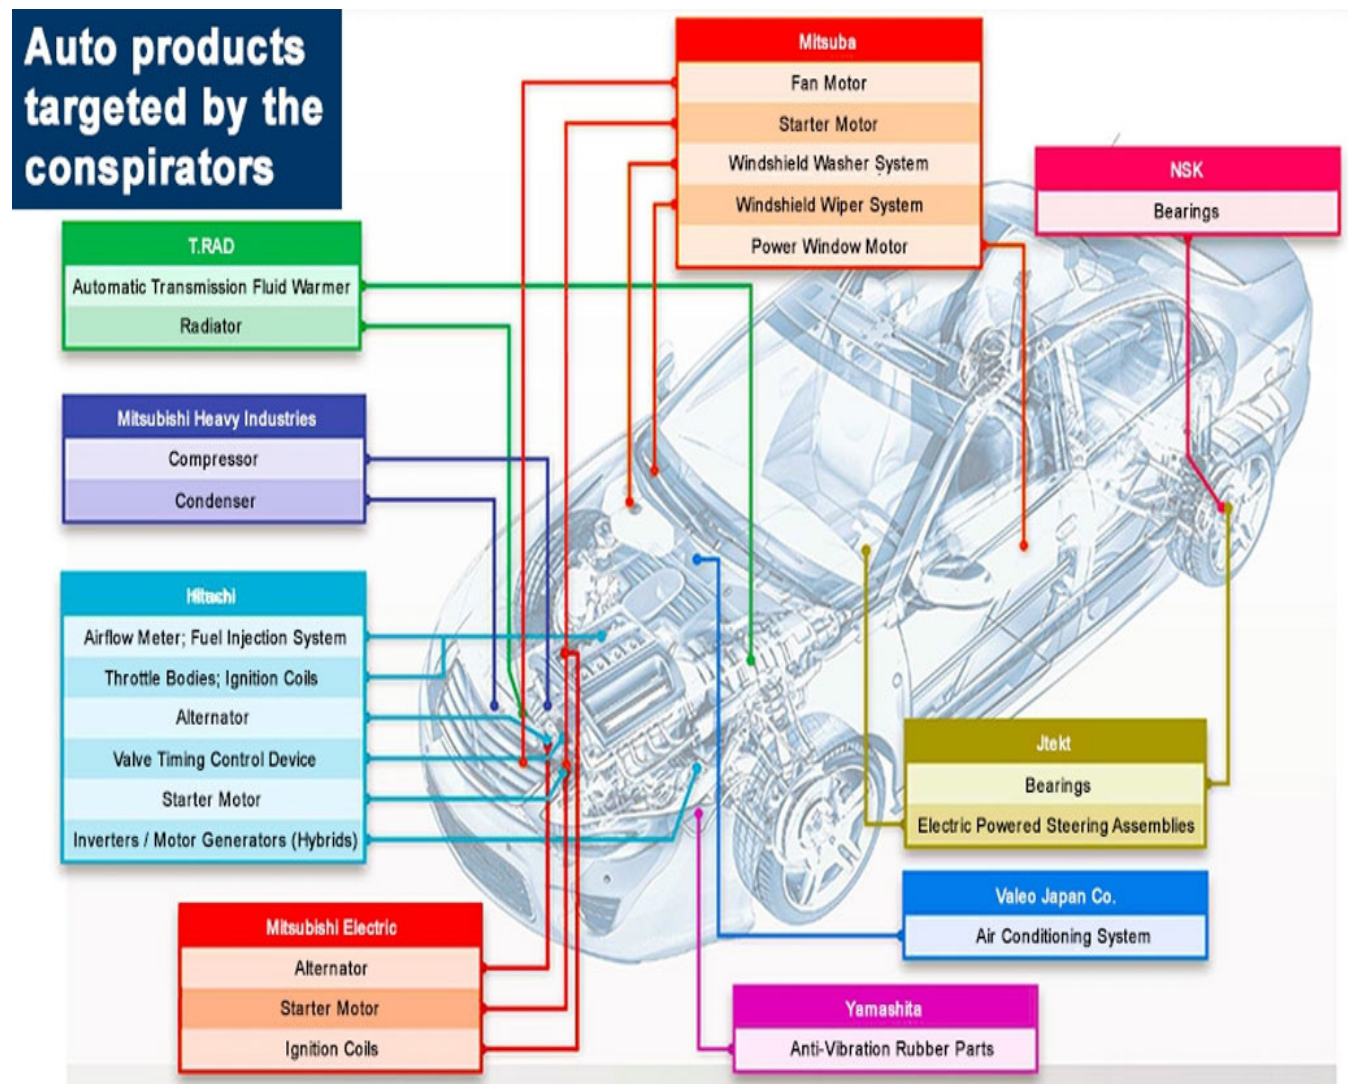 Auto products
targeted by the
conspirators
Mitsuba
Fan Motor
Starter Motor
Windshield Washer System
Windshield Wiper System
Power Window Motor
NSK
Bearings
T.RAD
Automatic Transmission Fluid Warmer
Radiator
Mitsubishi Heavy Industries
Compressor
Condenser
Hitachi
Airflow Meter; Fuel Injection System
Throttle Bodies; Ignition Coils
Alternator
Valve Timing Control Device
Starter Motor
Inverters / Motor Generators (Hybrids)
Jtekt
Bearings
Electric Powered Steering Assemblies
Valeo Japan Co.
Air Conditioning System
Mitsubishi Electric
Alternator
Starter Motor
Ignition Coils
Yamashita
Anti-Vibration Rubber Parts